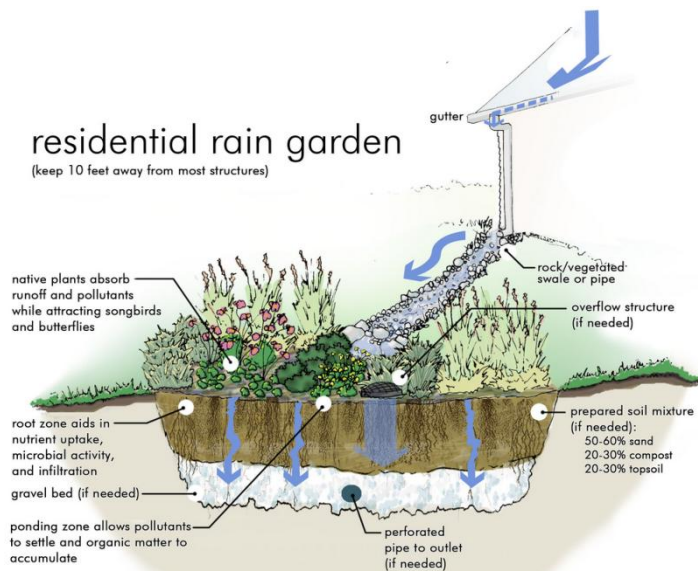 gutter
residential rain garden
(keep 10 feet away from most structures)
rock/vegetated
swale or pipe
native plants absorb
runoff and pollutants
while attracting songbirds
and butterflies
overflow structure
(if needed)
root zone aids in
nutrient uptake,
microbial activity,
and infiltration
prepared soil mixture
(if needed):
50-60% sand
20-30% compost
20-30% topsoil
gravel bed (if needed)
ponding zone allows pollutants
to settle and organic matter to
accumulate
perforated
pipe to outlet
(if needed)